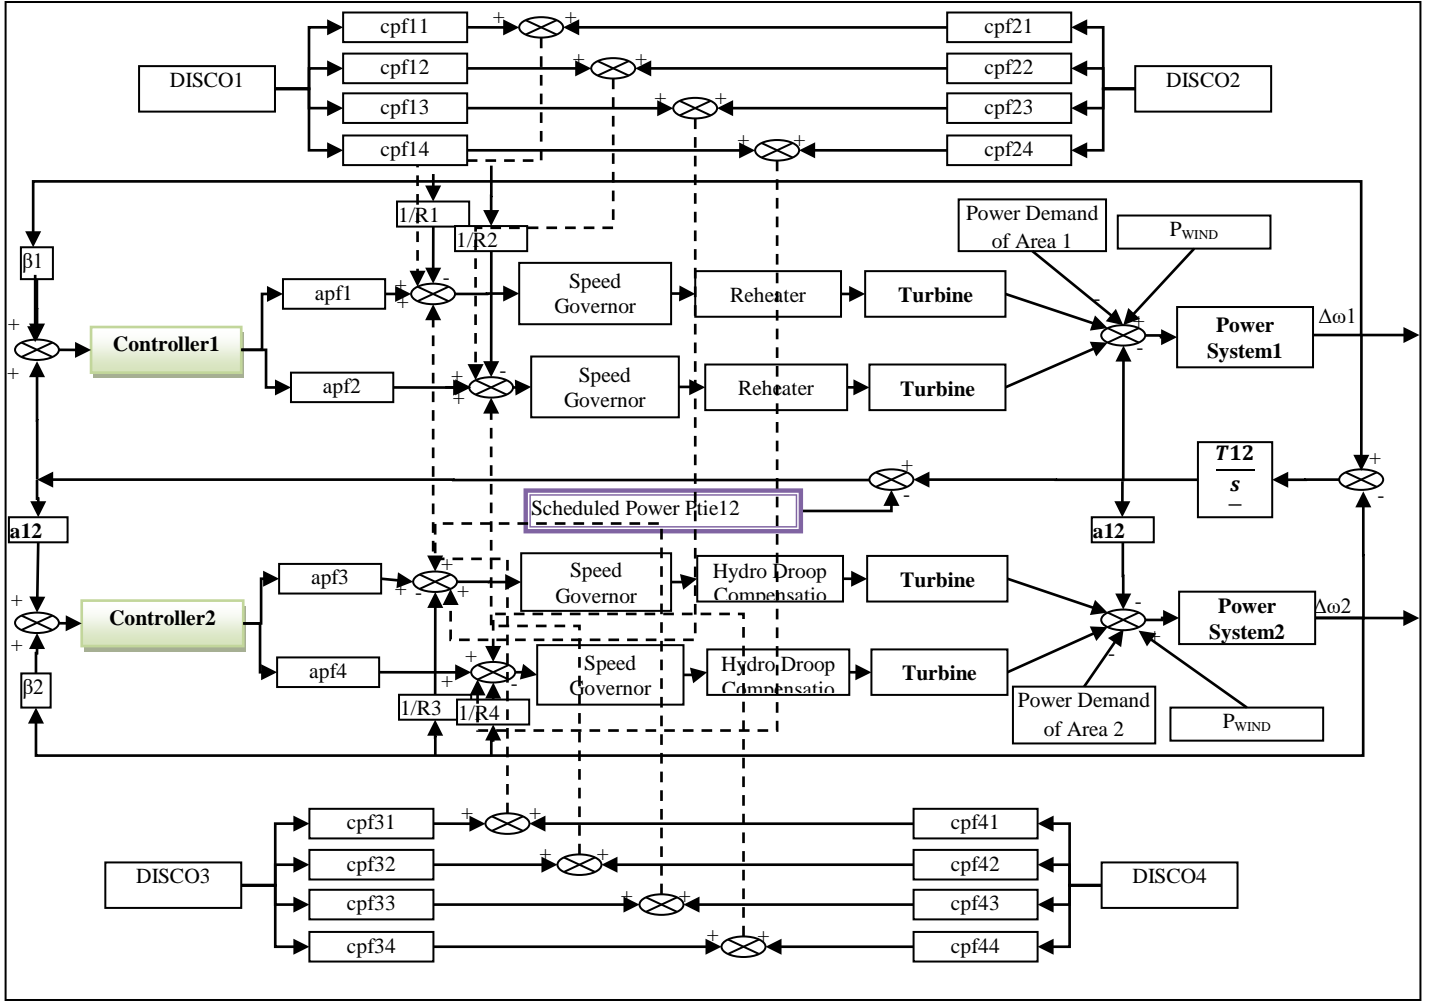 cpf11
cpf21
cpf12
cpf22
DISCO1
DISCO2
cpf13
cpf23
cpf14
cpf24
1/R1
Power Demand
of Area 1
P_WIND
1/R2
β1
apf1
Speed
Governor
Reheater
Turbine
Controller1
Power
System1
Δω1
apf2
Speed
Governor
Reheater
Turbine
T12
s
Scheduled Power Ptie12
a12
a12
apf3
Speed
Governor
Hydro Droop
Compensatio
Turbine
Controller2
Power
System2
Δω2
apf4
Speed
Governor
Hydro Droop
Compensatio
Turbine
β2
1/R3
1/R4
Power Demand
of Area 2
P_WIND
cpf31
cpf41
cpf32
cpf42
DISCO3
DISCO4
cpf33
cpf43
cpf34
cpf44